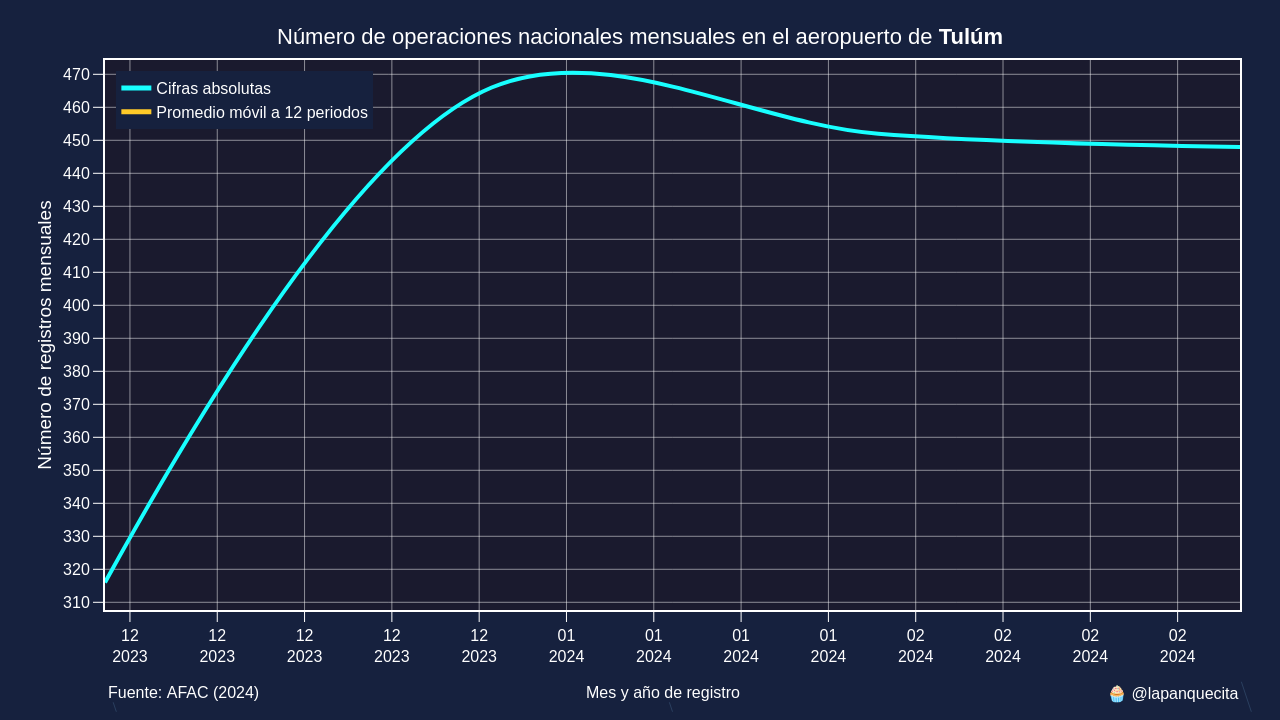 Número de operaciones nacionales mensuales en el aeropuerto de Tulúm
Cifras absolutas
Promedio móvil a 12 periodos
Número de registros mensuales
470
460
450
440
430
420
410
400
390
380
370
360
350
340
330
320
310
12 12 12 12 12 01 01 01 01 02 02 02 02
2023 2023 2023 2023 2023 2024 2024 2024 2024 2024 2024 2024 2024
Fuente: AFAC (2024)
Mes y año de registro
🧁 @lapanquecita